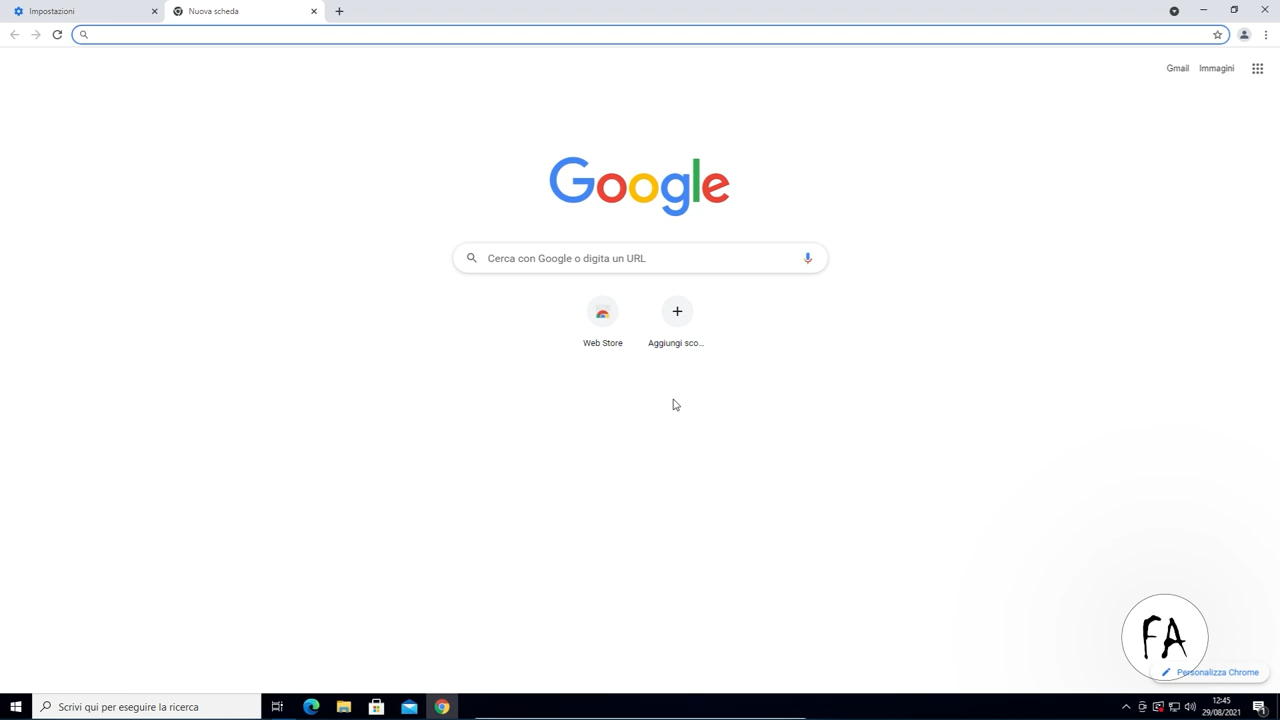 Impostazioni
Nuova scheda
Gmail Immagini
Google
Cerca con Google o digita un URL
Web Store
Aggiungi sco...
FA
Personalizza Chrome
Scrivi qui per eseguire la ricerca
12:45
29/08/2021
1